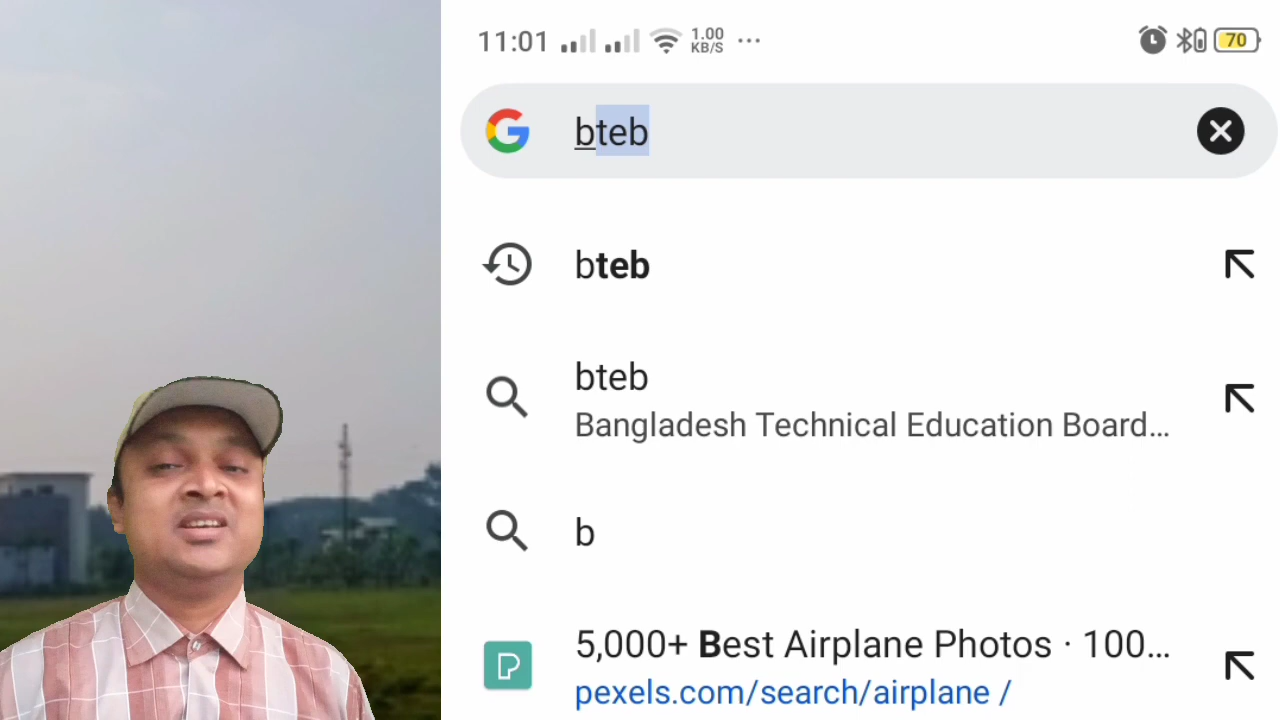 11:01 1.00 KB/S ... 70
bteb
bteb
bteb
Bangladesh Technical Education Board...
b
5,000+ Best Airplane Photos · 100...
pexels.com/search/airplane /